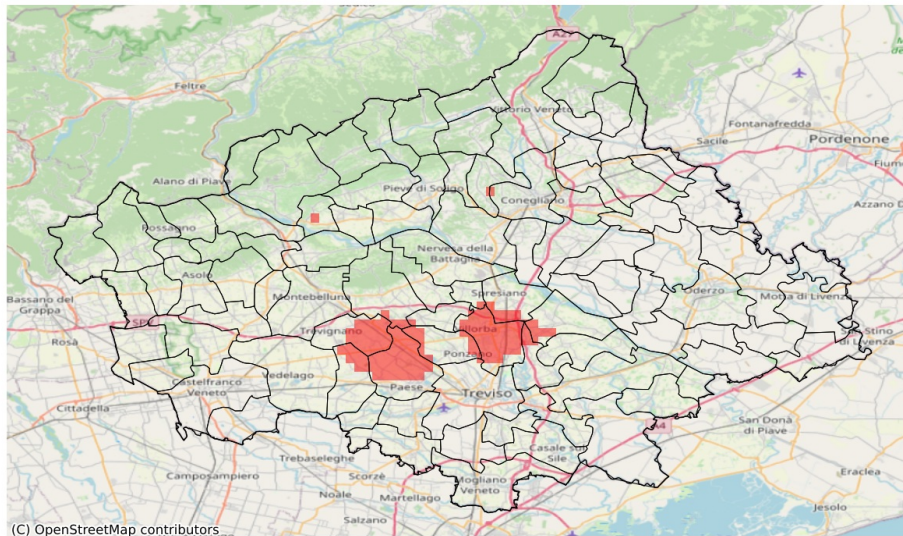 A27
Feltre
Vittorio Veneto
Fontanafredda
Sacile
Pordenone
Alano di Piave
Pieve di Soligo
Conegliano
Azzano D
Possagno
Nervesa della
Battaglia
Asolo
Bassano del
Grappa
Montebelluna
Spresiano
Oderzo
Motta di Livenza
Rosà
Trevignano
Villorba
Ponzano
di Livenza
Vedelago
Paese
Castelfranco
Veneto
Treviso
Cittadella
San Donà
di Piave
A4
Trebaseleghe
Casale sul
Sile
Camposampiero
Scorzè
Mogliano
Veneto
Noale
Martellago
Eraclea
Salzano
Jesolo
(C) OpenStreetMap contributors